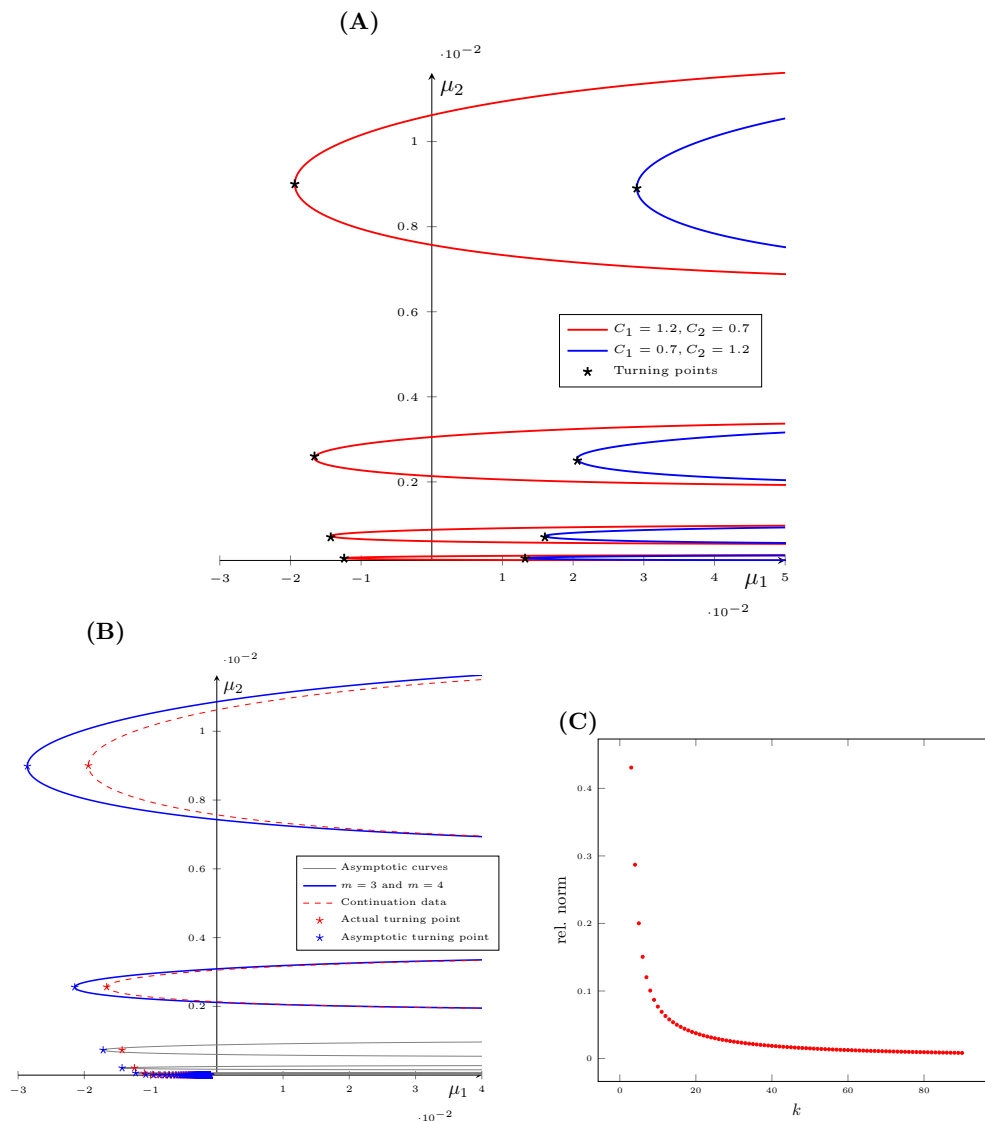 (A)
·10⁻²
μ₂
1
0.8
0.6
0.4
0.2
C₁ = 1.2, C₂ = 0.7
C₁ = 0.7, C₂ = 1.2
Turning points
−3 −2 −1 1 2 3 4 5
μ₁
·10⁻²
(B)
·10⁻²
μ₂
1
0.8
0.6
0.4
0.2
Asymptotic curves
m = 3 and m = 4
Continuation data
Actual turning point
Asymptotic turning point
−3 −2 −1 1 2 3 4
μ₁
·10⁻²
(C)
rel. norm
0.4
0.3
0.2
0.1
0
0 20 40 60 80
k